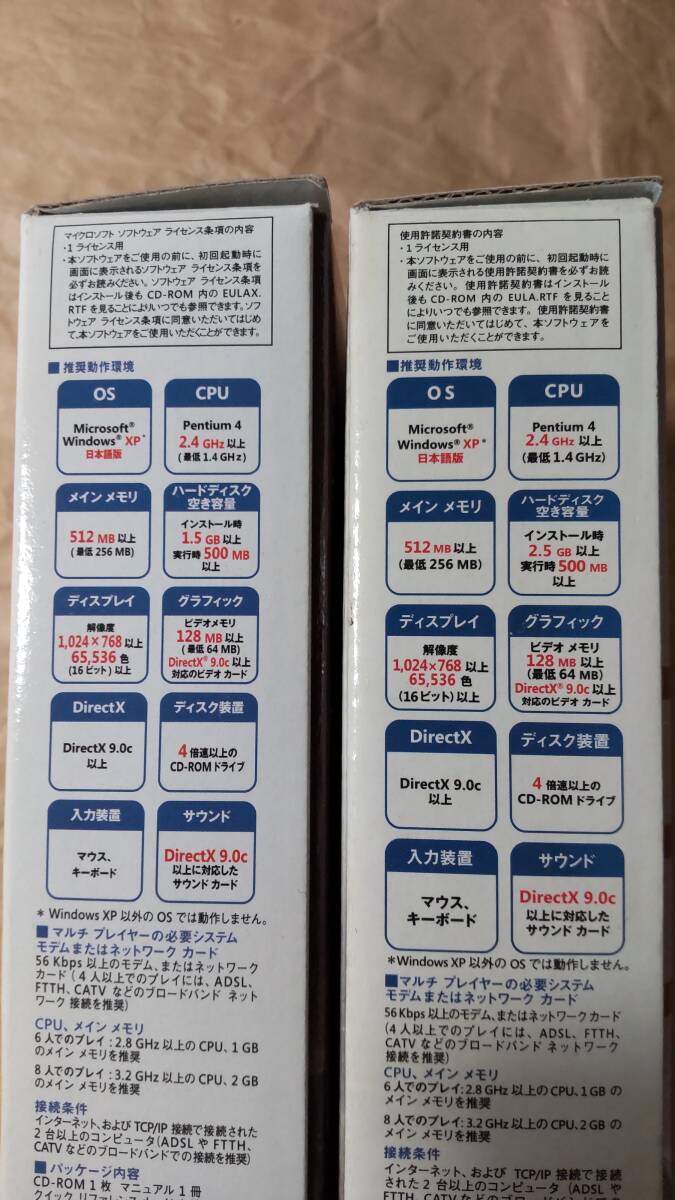 マイクロソフト ソフトウェア ライセンス条項の内容
・1 ライセンス用
・本ソフトウェアをご使用の前に、初回起動時に
画面に表示されるソフトウェア ライセンス条項を
必ずお読みください。ソフトウェア ライセンス条項
はインストール後も CD-ROM 内の EULAX.
RTF を見ることによりいつでも参照できます。ソフ
トウェア ライセンス条項に同意いただいてはじめ
て、本ソフトウェアをご使用いただくことができます。
■推奨動作環境
OS
Microsoft®
Windows® XP*
日本語版
CPU
Pentium 4
2.4 GHz 以上
(最低 1.4 GHz)
メイン メモリ
512 MB 以上
(最低 256 MB)
ハードディスク
空き容量
インストール時
1.5 GB 以上
実行時 500 MB
以上
ディスプレイ
解像度
1,024×768 以上
65,536 色
(16 ビット) 以上
グラフィック
ビデオメモリ
128 MB 以上
(最低 64 MB)
DirectX® 9.0c 以上
対応のビデオ カード
DirectX
DirectX 9.0c
以上
ディスク装置
4 倍速以上の
CD-ROM ドライブ
入力装置
マウス、
キーボード
サウンド
DirectX 9.0c
以上に対応した
サウンド カード
* Windows XP 以外の OS では動作しません。
■マルチ プレイヤーの必要システム
モデムまたはネットワーク カード
56 Kbps 以上のモデム、またはネットワーク
カード (4 人以上でのプレイには、ADSL、
FTTH、CATV などのブロードバンド ネット
ワーク 接続を推奨)
CPU、メイン メモリ
6 人でのプレイ : 2.8 GHz 以上の CPU、1 GB
のメイン メモリを推奨
8 人でのプレイ : 3.2 GHz 以上の CPU、2 GB
のメイン メモリを推奨
接続条件
インターネット、および TCP/IP 接続で接続された
2 台以上のコンピュータ (ADSL や FTTH、
CATV などのブロードバンドでの接続を推奨)
■パッケージ内容
CD-ROM 1 枚 マニュアル 1 冊
使用許諾契約書の内容
・1 ライセンス用
・本ソフトウェアをご使用の前に、初回起動時に
画面に表示される使用許諾契約書を必ずお読
みください。使用許諾契約書はインストール
後も CD-ROM 内の EULA.RTF を見ること
によりいつでも参照できます。使用許諾契約書
に同意いただいてはじめて、本ソフトウェアを
ご使用いただくことができます。
■推奨動作環境
OS
Microsoft®
Windows® XP*
日本語版
CPU
Pentium 4
2.4 GHz 以上
(最低 1.4 GHz)
メイン メモリ
512 MB 以上
(最低 256 MB)
ハードディスク
空き容量
インストール時
2.5 GB 以上
実行時 500 MB
以上
ディスプレイ
解像度
1,024×768 以上
65,536 色
(16 ビット) 以上
グラフィック
ビデオ メモリ
128 MB 以上
(最低 64 MB)
DirectX® 9.0c 以上
対応のビデオ カード
DirectX
DirectX 9.0c
以上
ディスク装置
4 倍速以上の
CD-ROM ドライブ
入力装置
マウス、
キーボード
サウンド
DirectX 9.0c
以上に対応した
サウンド カード
*Windows XP 以外の OS では動作しません。
■マルチ プレイヤーの必要システム
モデムまたはネットワーク カード
56 Kbps 以上のモデム、またはネットワークカード
(4 人以上でのプレイには、ADSL、FTTH、
CATV などのブロードバンド ネットワーク
接続を推奨)
CPU、メイン メモリ
6 人でのプレイ : 2.8 GHz 以上の CPU、1 GB の
メイン メモリを推奨
8 人でのプレイ : 3.2 GHz 以上の CPU、2 GB の
メイン メモリを推奨
接続条件
インターネット、および TCP/IP 接続で接続
された 2 台以上のコンピュータ (ADSL や